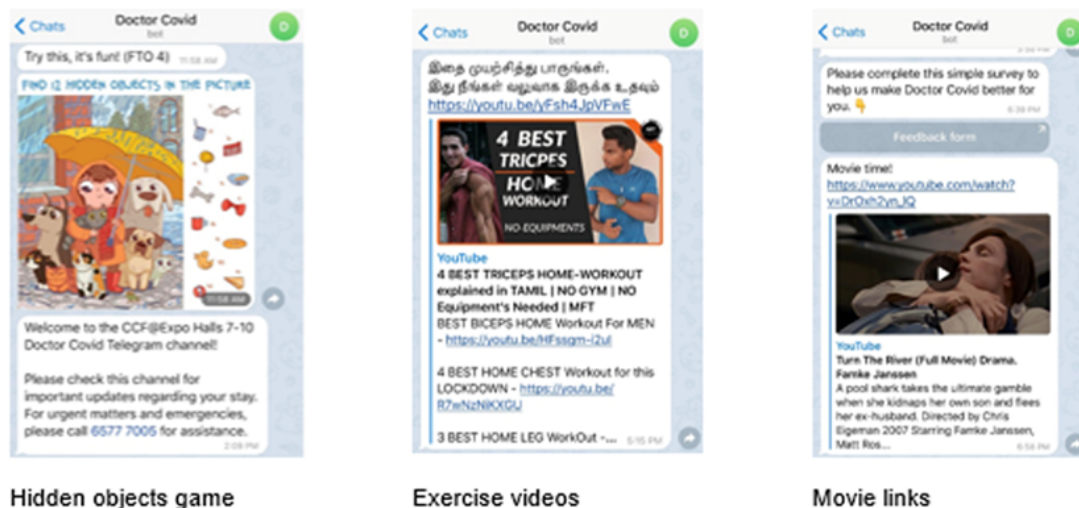 Chats
Doctor Covid
bot
D
Try this, it's fun! (FTO 4)
11:58 AM
FIND 12 HIDDEN OBJECTS IN THE PICTURE
11:58 AM
Welcome to the CCF@Expo Halls 7-10
Doctor Covid Telegram channel!
Please check this channel for
important updates regarding your stay.
For urgent matters and emergencies,
please call 6577 7005 for assistance.
2:09 PM
Hidden objects game
Chats
Doctor Covid
bot
D
இதை முயற்சித்து பாருங்கள்.
இது நீங்கள் வலுவாக இருக்க உதவும்
https://youtu.be/yFsh4JpVFwE
4 BEST
TRICPES
HOME
WORKOUT
NO-EQUIPMENTS
YouTube
4 BEST TRICEPS HOME-WORKOUT
explained in TAMIL | NO GYM | NO
Equipment's Needed | MFT
BEST BICEPS HOME Workout For MEN
- https://youtu.be/HFssgm-i2uI
4 BEST HOME CHEST Workout for this
LOCKDOWN - https://youtu.be/
R7wNzNiKXGU
3 BEST HOME LEG WorkOut -...
5:15 PM
Exercise videos
Chats
Doctor Covid
bot
D
Please complete this simple survey to
help us make Doctor Covid better for
you. 👇
6:39 PM
Feedback form
Movie time!
https://www.youtube.com/watch?
v=DrOxh2yn_lQ
YouTube
Turn The River (Full Movie) Drama.
Famke Janssen
A pool shark takes the ultimate gamble
when she kidnaps her own son and flees
her ex-husband. Directed by Chris
Eigeman 2007 Starring Famke Janssen,
Matt Ros...
6:56 PM
Movie links